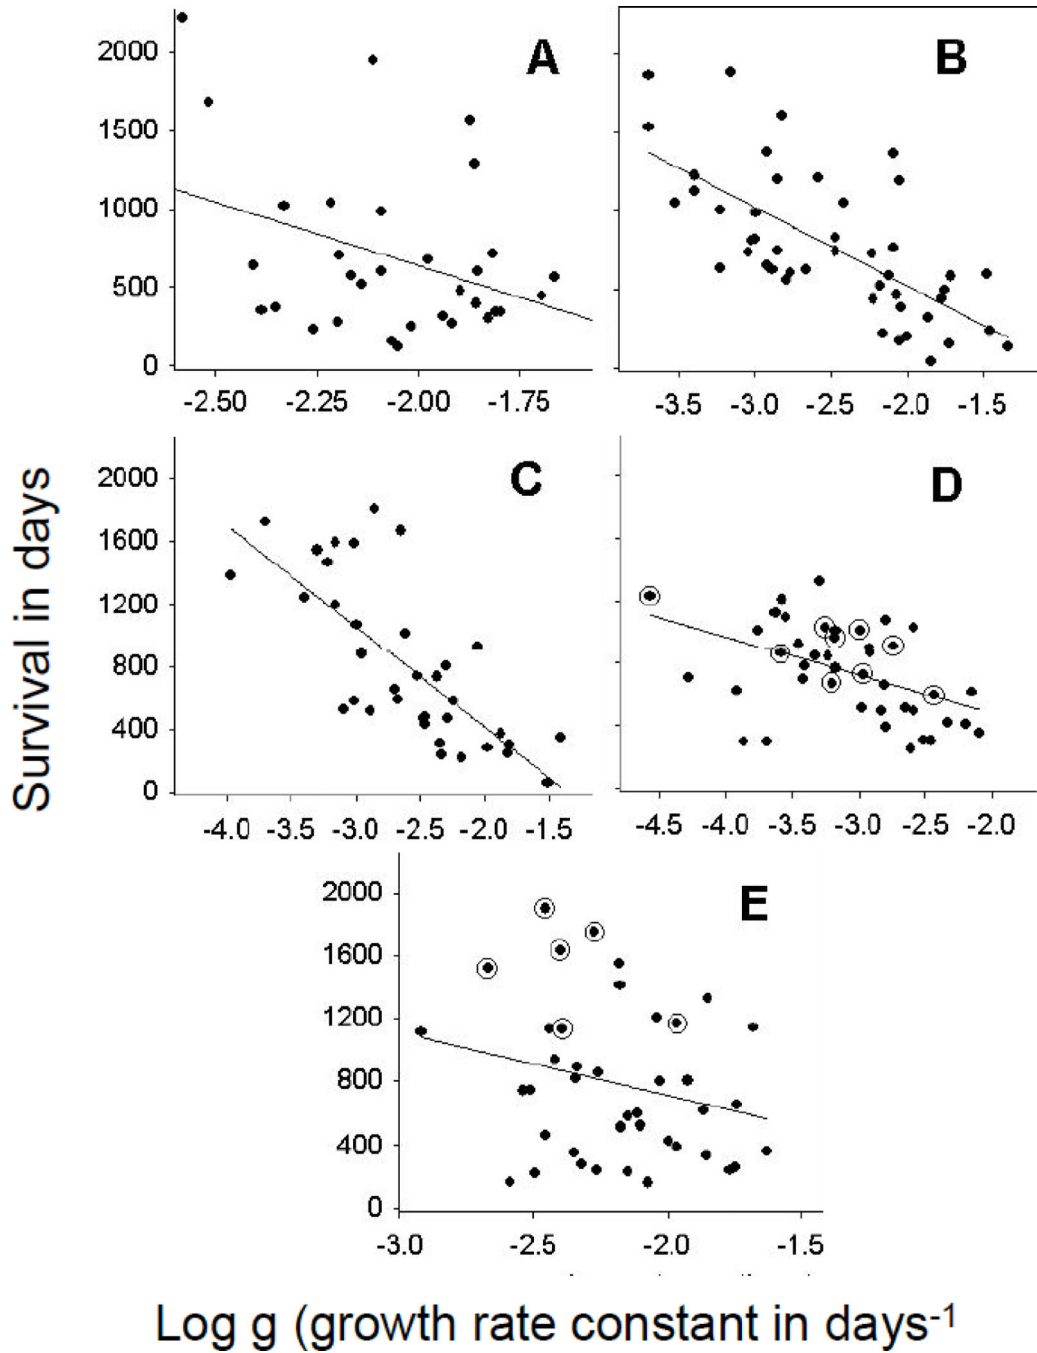 A
2000
1500
1000
500
0
-2.50 -2.25 -2.00 -1.75
B
-3.5 -3.0 -2.5 -2.0 -1.5
C
2000
1600
1200
800
400
0
-4.0 -3.5 -3.0 -2.5 -2.0 -1.5
D
-4.5 -4.0 -3.5 -3.0 -2.5 -2.0
Survival in days
E
2000
1600
1200
800
400
0
-3.0 -2.5 -2.0 -1.5
Log g (growth rate constant in days-1